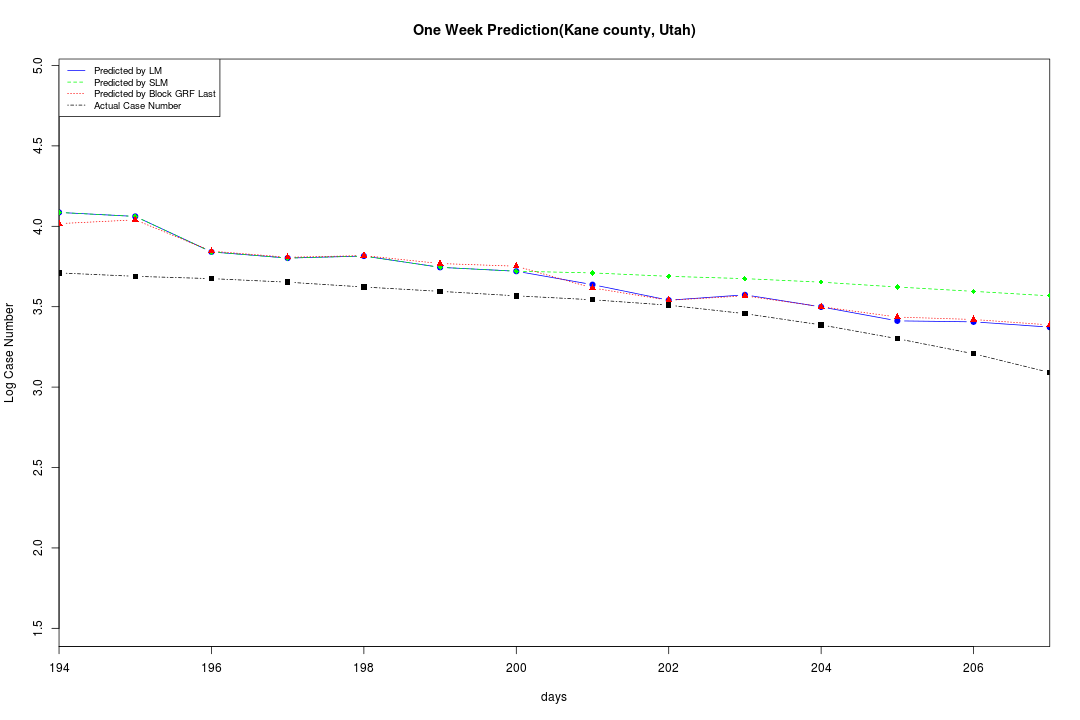 One Week Prediction(Kane county, Utah)
Predicted by LM
Predicted by SLM
Predicted by Block GRF Last
Actual Case Number
5.0
4.5
4.0
3.5
3.0
2.5
2.0
1.5
Log Case Number
194 196 198 200 202 204 206
days